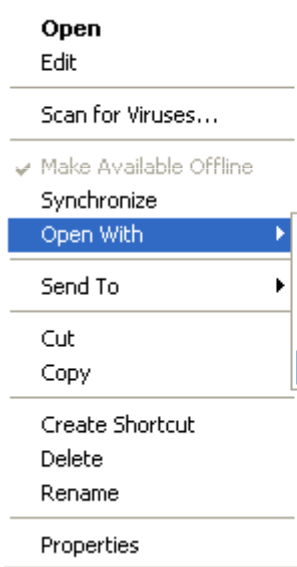 Open
Edit
Scan for Viruses...
Make Available Offline
Synchronize
Open With
Send To
Cut
Copy
Create Shortcut
Delete
Rename
Properties